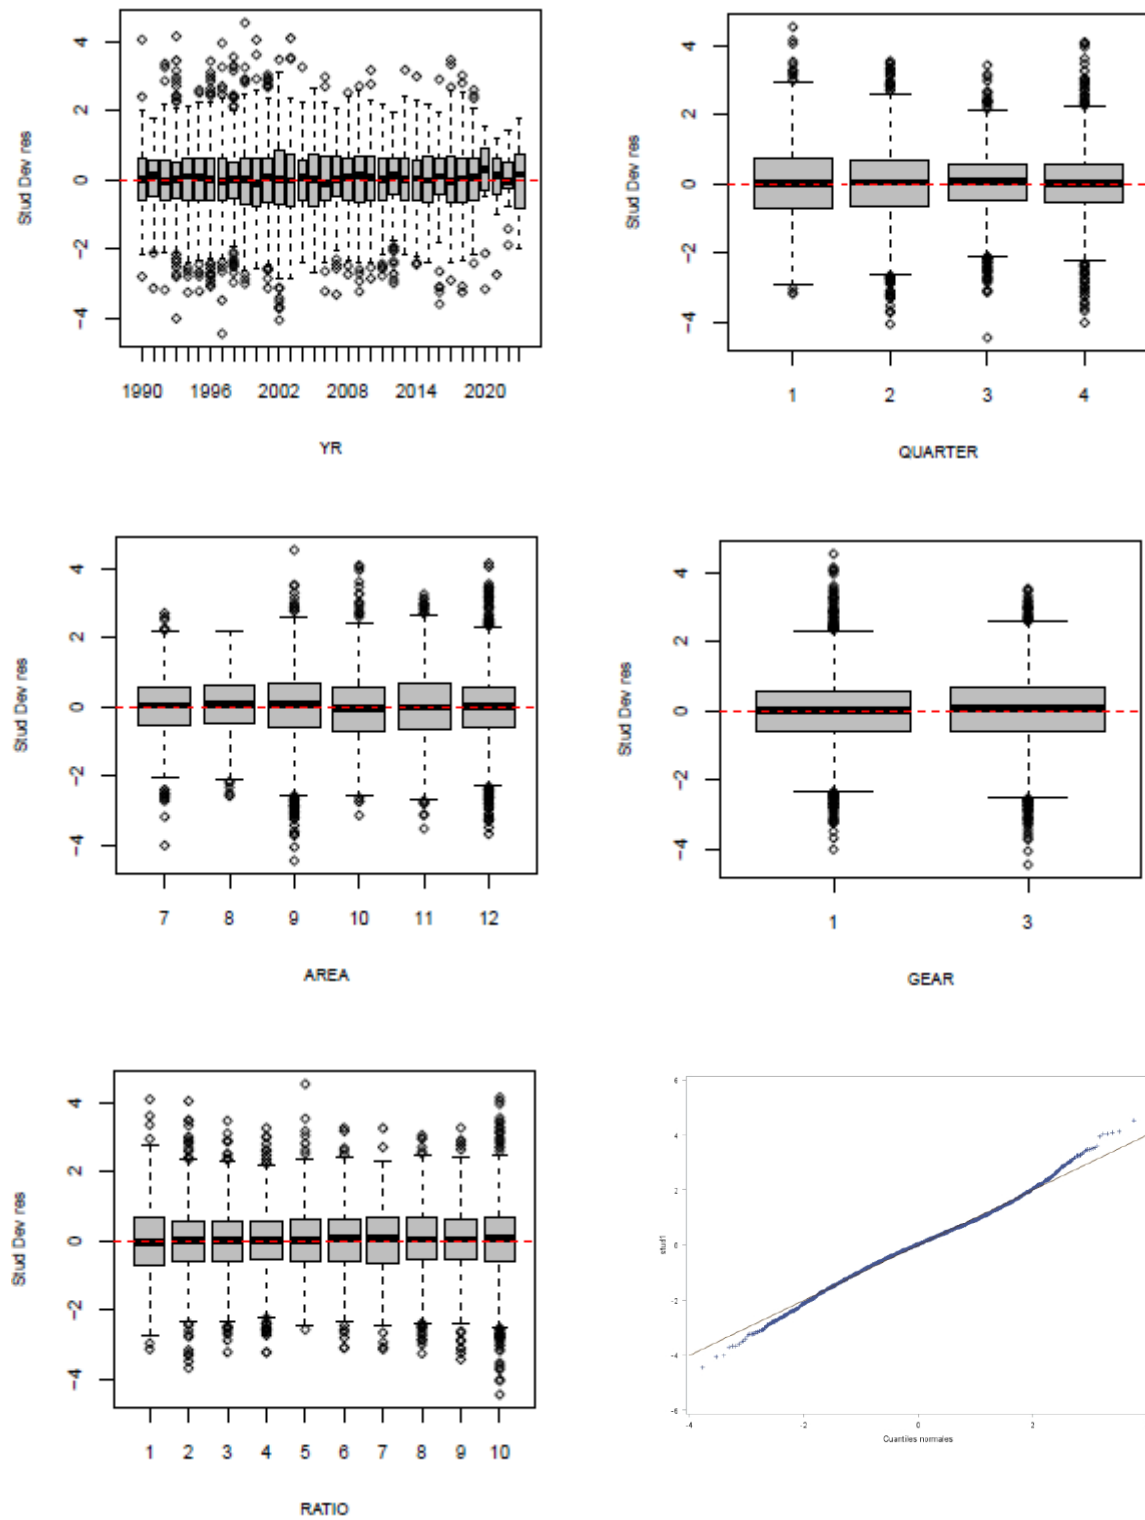 4
2
0
-2
-4
Stud Dev res
1990 1996 2002 2008 2014 2020
YR
4
2
0
-2
-4
Stud Dev res
1 2 3 4
QUARTER
4
2
0
-2
-4
Stud Dev res
7 8 9 10 11 12
AREA
4
2
0
-2
-4
Stud Dev res
1 3
GEAR
4
2
0
-2
-4
Stud Dev res
1 2 3 4 5 6 7 8 9 10
RATIO
6
4
2
0
-2
-4
-6
stud1
-4 -2 0 2
Cuantiles normales